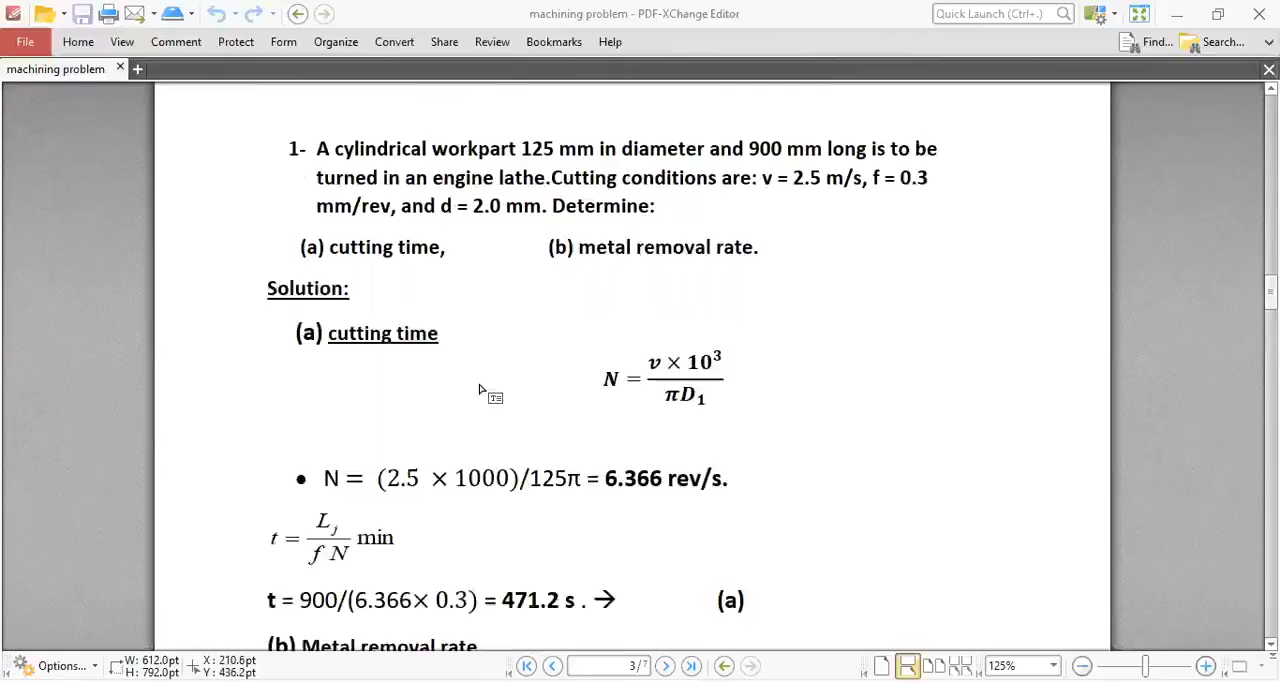 machining problem - PDF-XChange Editor
Quick Launch (Ctrl+.)
File Home View Comment Protect Form Organize Convert Share Review Bookmarks Help
Find... Search...
machining problem
1- A cylindrical workpart 125 mm in diameter and 900 mm long is to be
turned in an engine lathe.Cutting conditions are: v = 2.5 m/s, f = 0.3
mm/rev, and d = 2.0 mm. Determine:
(a) cutting time, (b) metal removal rate.
Solution:
(a) cutting time
N = v × 10³ / πD₁
• N = (2.5 × 1000)/125π = 6.366 rev/s.
t = L_j / f N min
t = 900/(6.366× 0.3) = 471.2 s . → (a)
(b) Metal removal rate
Options...
W: 612.0pt
H: 792.0pt
X: 210.6pt
Y: 436.2pt
3/7
125%